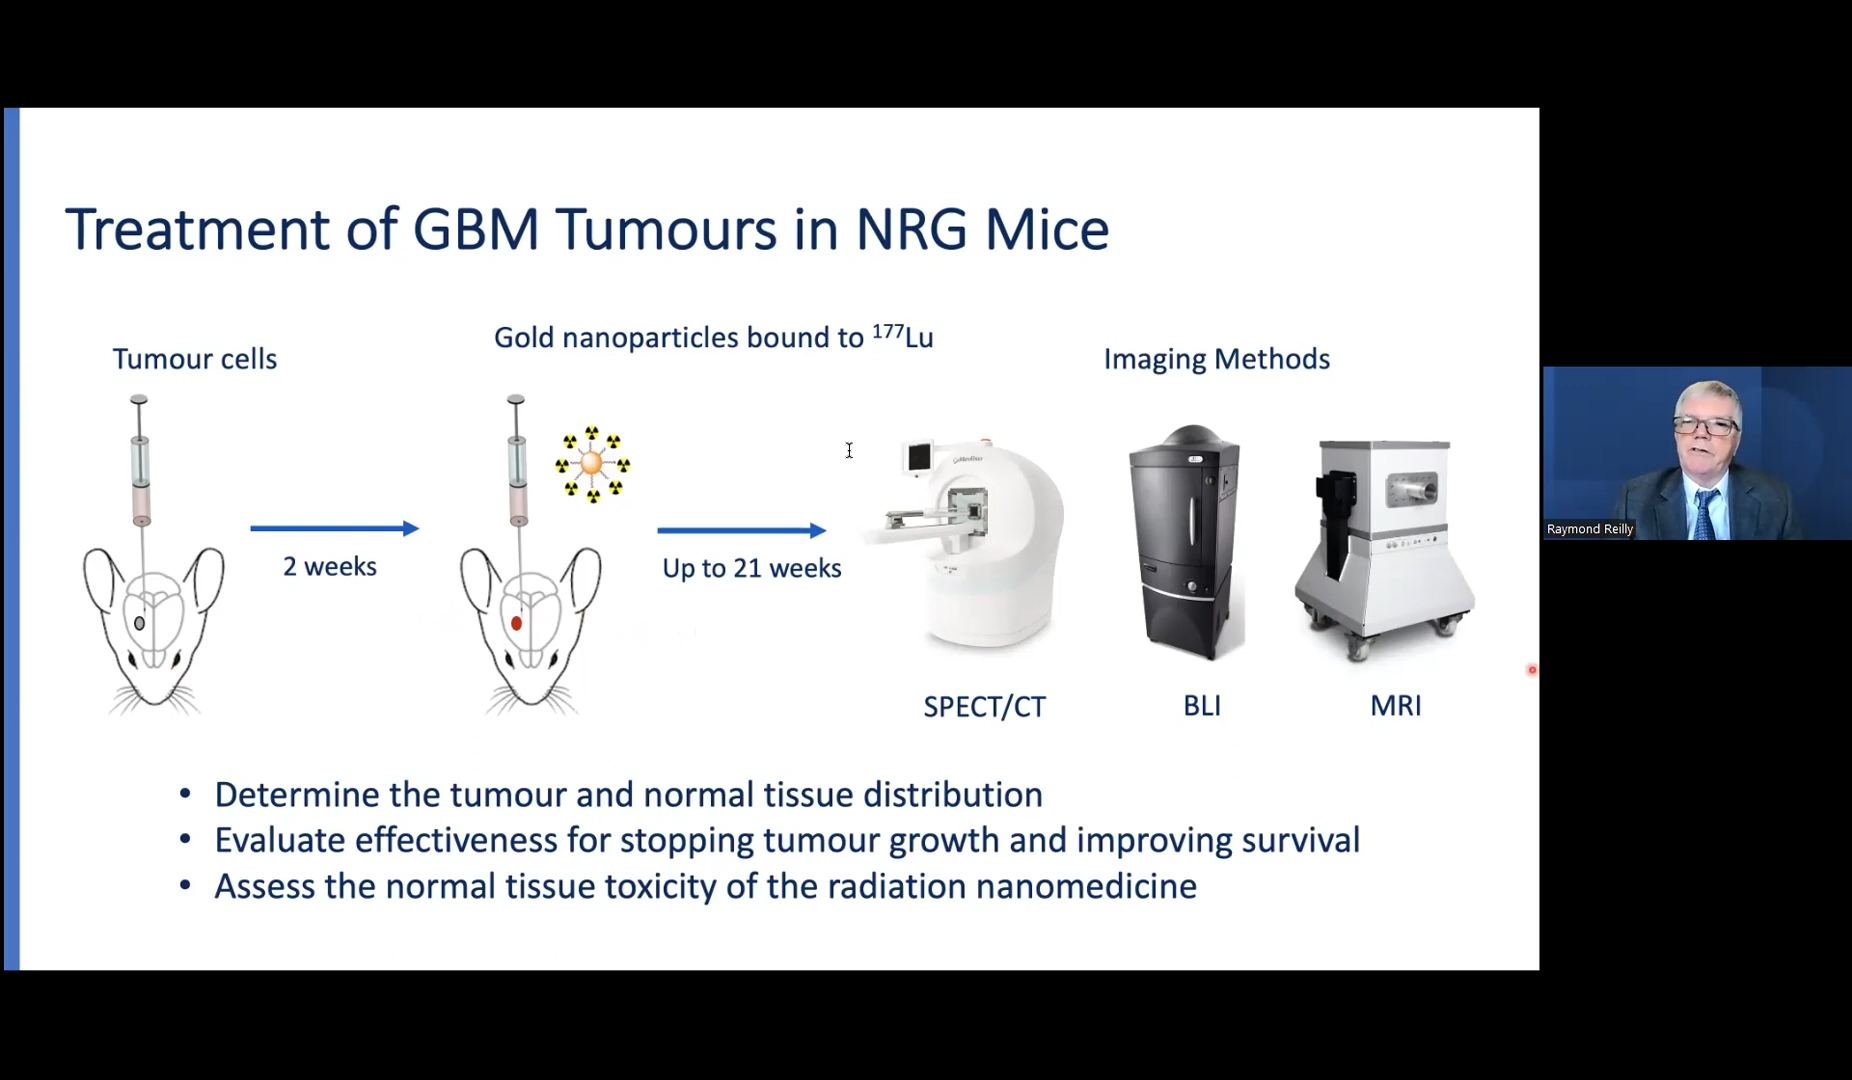 Treatment of GBM Tumours in NRG Mice
Gold nanoparticles bound to ¹⁷⁷Lu
Tumour cells
Imaging Methods
2 weeks
Up to 21 weeks
SPECT/CT
BLI
MRI
• Determine the tumour and normal tissue distribution
• Evaluate effectiveness for stopping tumour growth and improving survival
• Assess the normal tissue toxicity of the radiation nanomedicine
Raymond Reilly